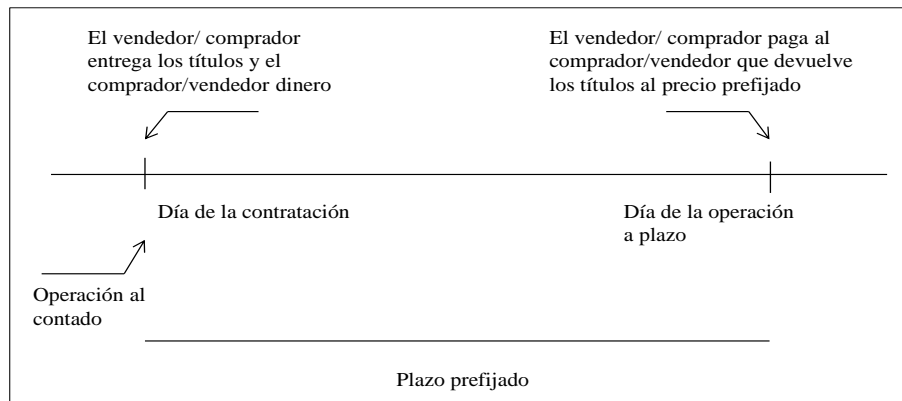 El vendedor/ comprador
entrega los títulos y el
comprador/vendedor dinero
El vendedor/ comprador paga al
comprador/vendedor que devuelve
los títulos al precio prefijado
Día de la contratación
Día de la operación
a plazo
Operación al
contado
Plazo prefijado